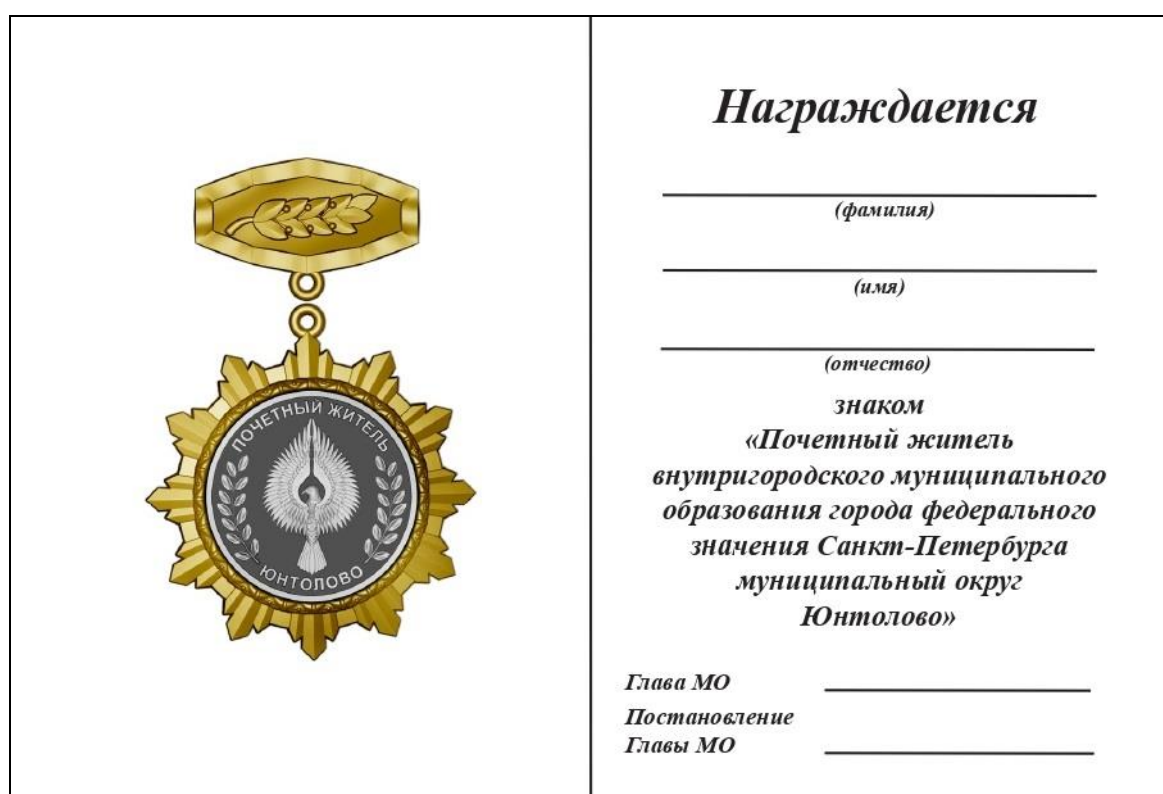 ПОЧЕТНЫЙ ЖИТЕЛЬ
ЮНТОЛОВО
Награждается
(фамилия)
(имя)
(отчество)
знаком
«Почетный житель
внутригородского муниципального
образования города федерального
значения Санкт-Петербурга
муниципальный округ
Юнтолово»
Глава МО
Постановление
Главы МО